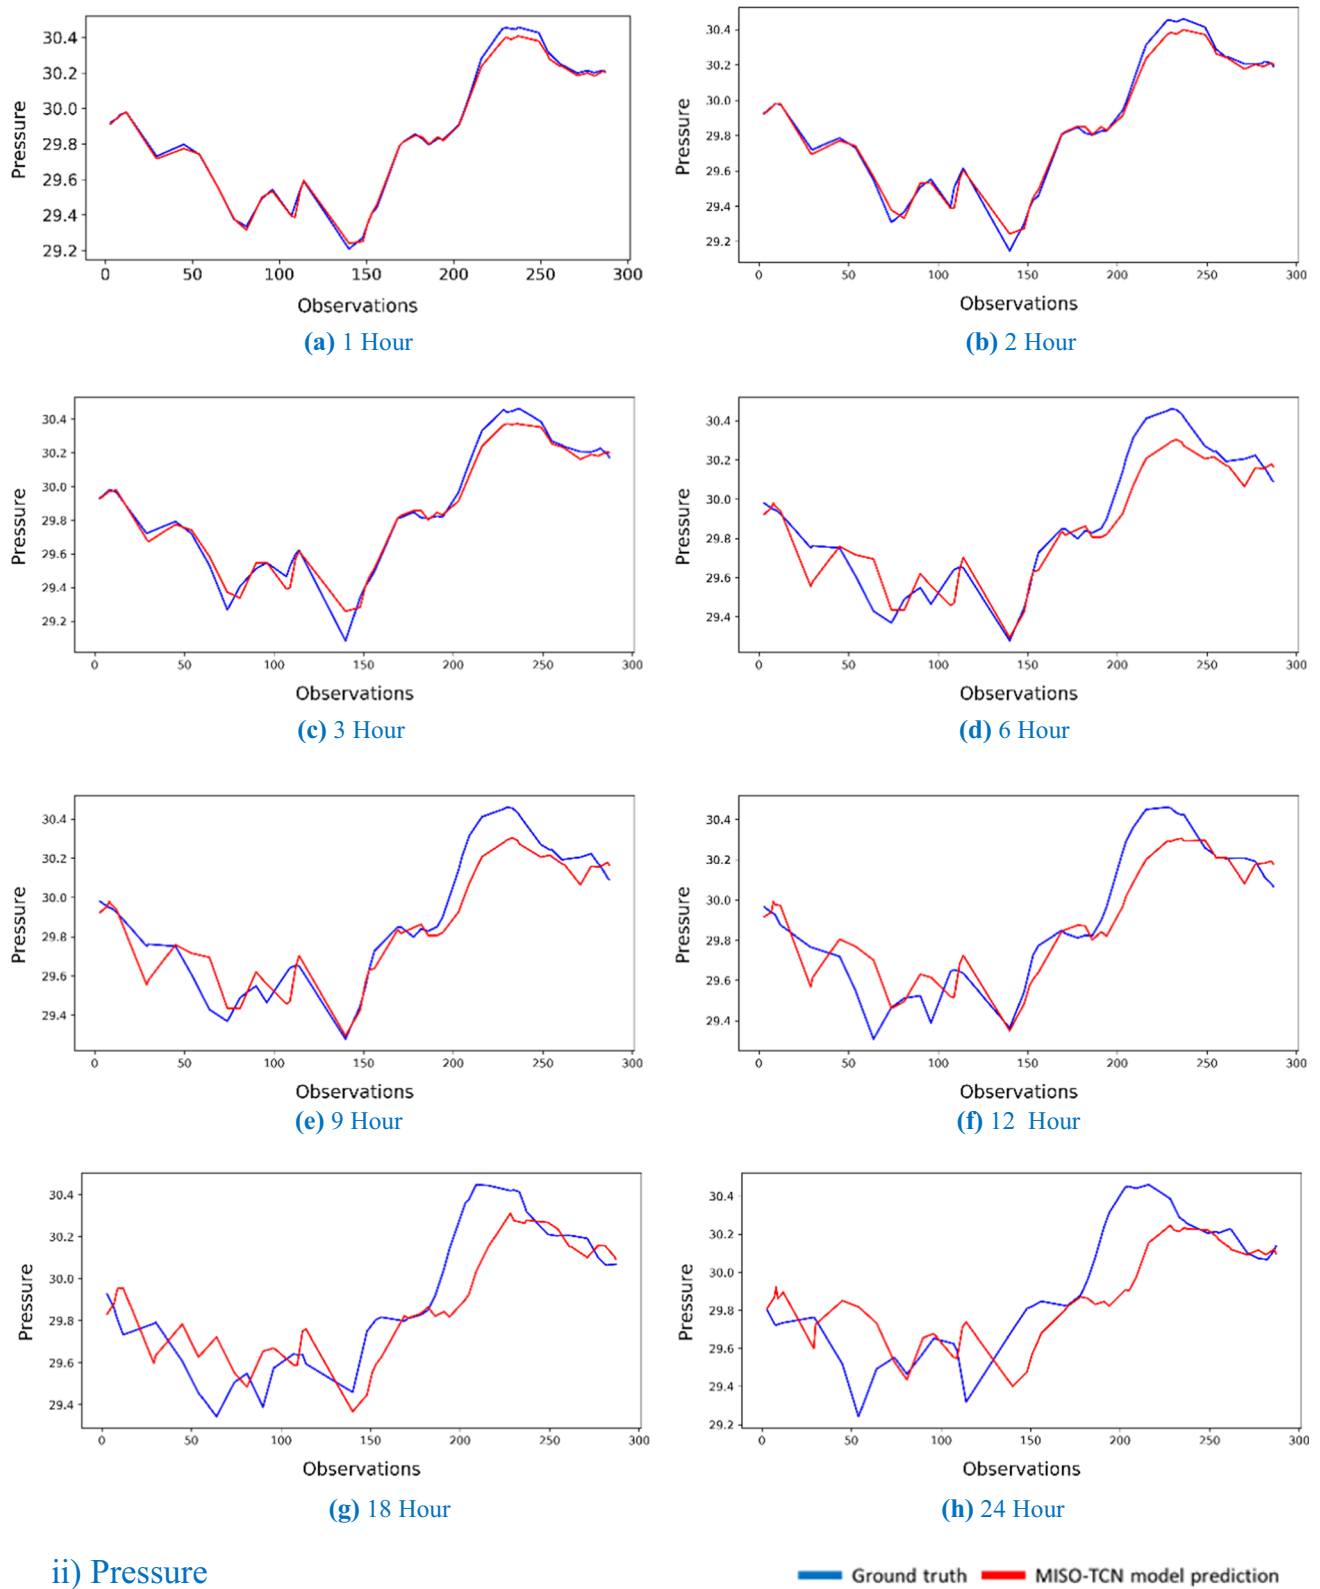 30.4
30.2
30.0
29.8
29.6
29.4
29.2
Pressure
0 50 100 150 200 250 300
Observations
(a) 1 Hour
30.4
30.2
30.0
29.8
29.6
29.4
29.2
Pressure
0 50 100 150 200 250 300
Observations
(b) 2 Hour
30.4
30.2
30.0
29.8
29.6
29.4
29.2
Pressure
0 50 100 150 200 250 300
Observations
(c) 3 Hour
30.4
30.2
30.0
29.8
29.6
29.4
Pressure
0 50 100 150 200 250 300
Observations
(d) 6 Hour
30.4
30.2
30.0
29.8
29.6
29.4
Pressure
0 50 100 150 200 250 300
Observations
(e) 9 Hour
30.4
30.2
30.0
29.8
29.6
29.4
Pressure
0 50 100 150 200 250 300
Observations
(f) 12 Hour
30.4
30.2
30.0
29.8
29.6
29.4
Pressure
0 50 100 150 200 250 300
Observations
(g) 18 Hour
30.4
30.2
30.0
29.8
29.6
29.4
29.2
Pressure
0 50 100 150 200 250 300
Observations
(h) 24 Hour
ii) Pressure
Ground truth MISO-TCN model prediction